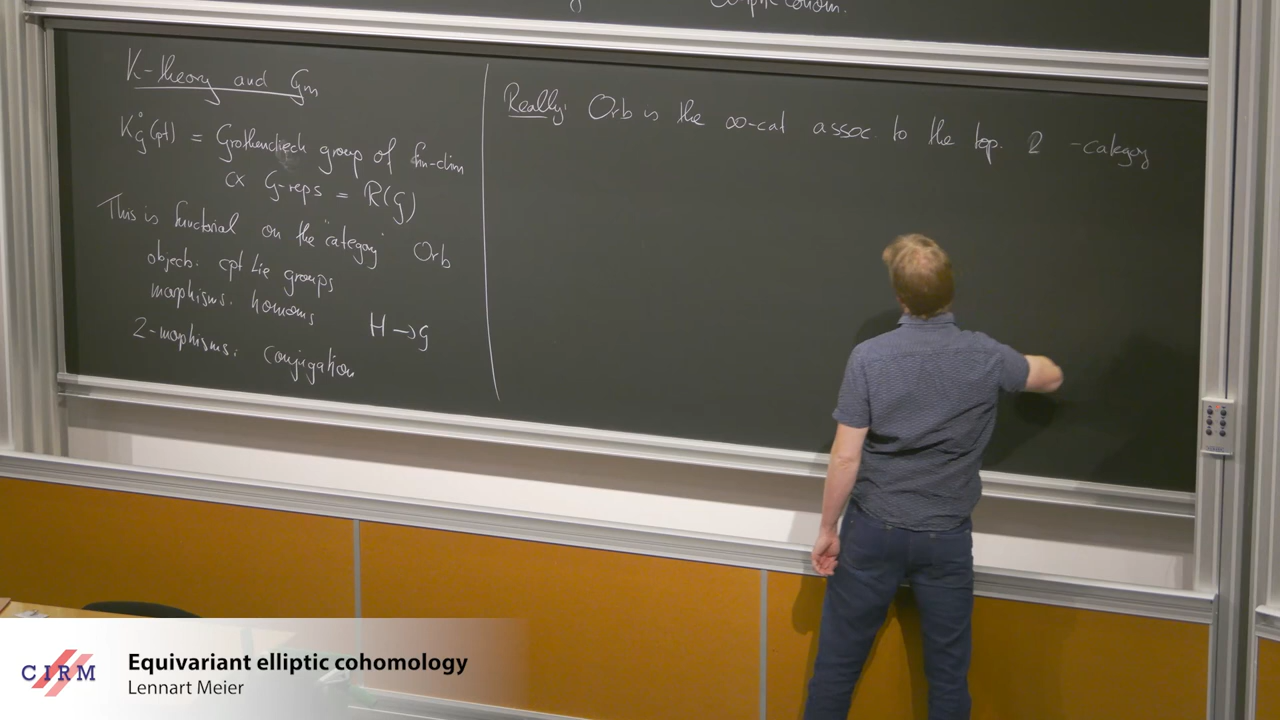 K-theory and Gm
K°_G(pt) = Grothendieck group of fin-dim
cx G-reps = R(G)
This is functorial on the "category" Orb
objects: cpt Lie groups
morphisms: homoms H → G
2-morphisms: conjugation
Really: Orb is the ∞-cat assoc. to the top. 2-category
CIRM
Equivariant elliptic cohomology
Lennart Meier